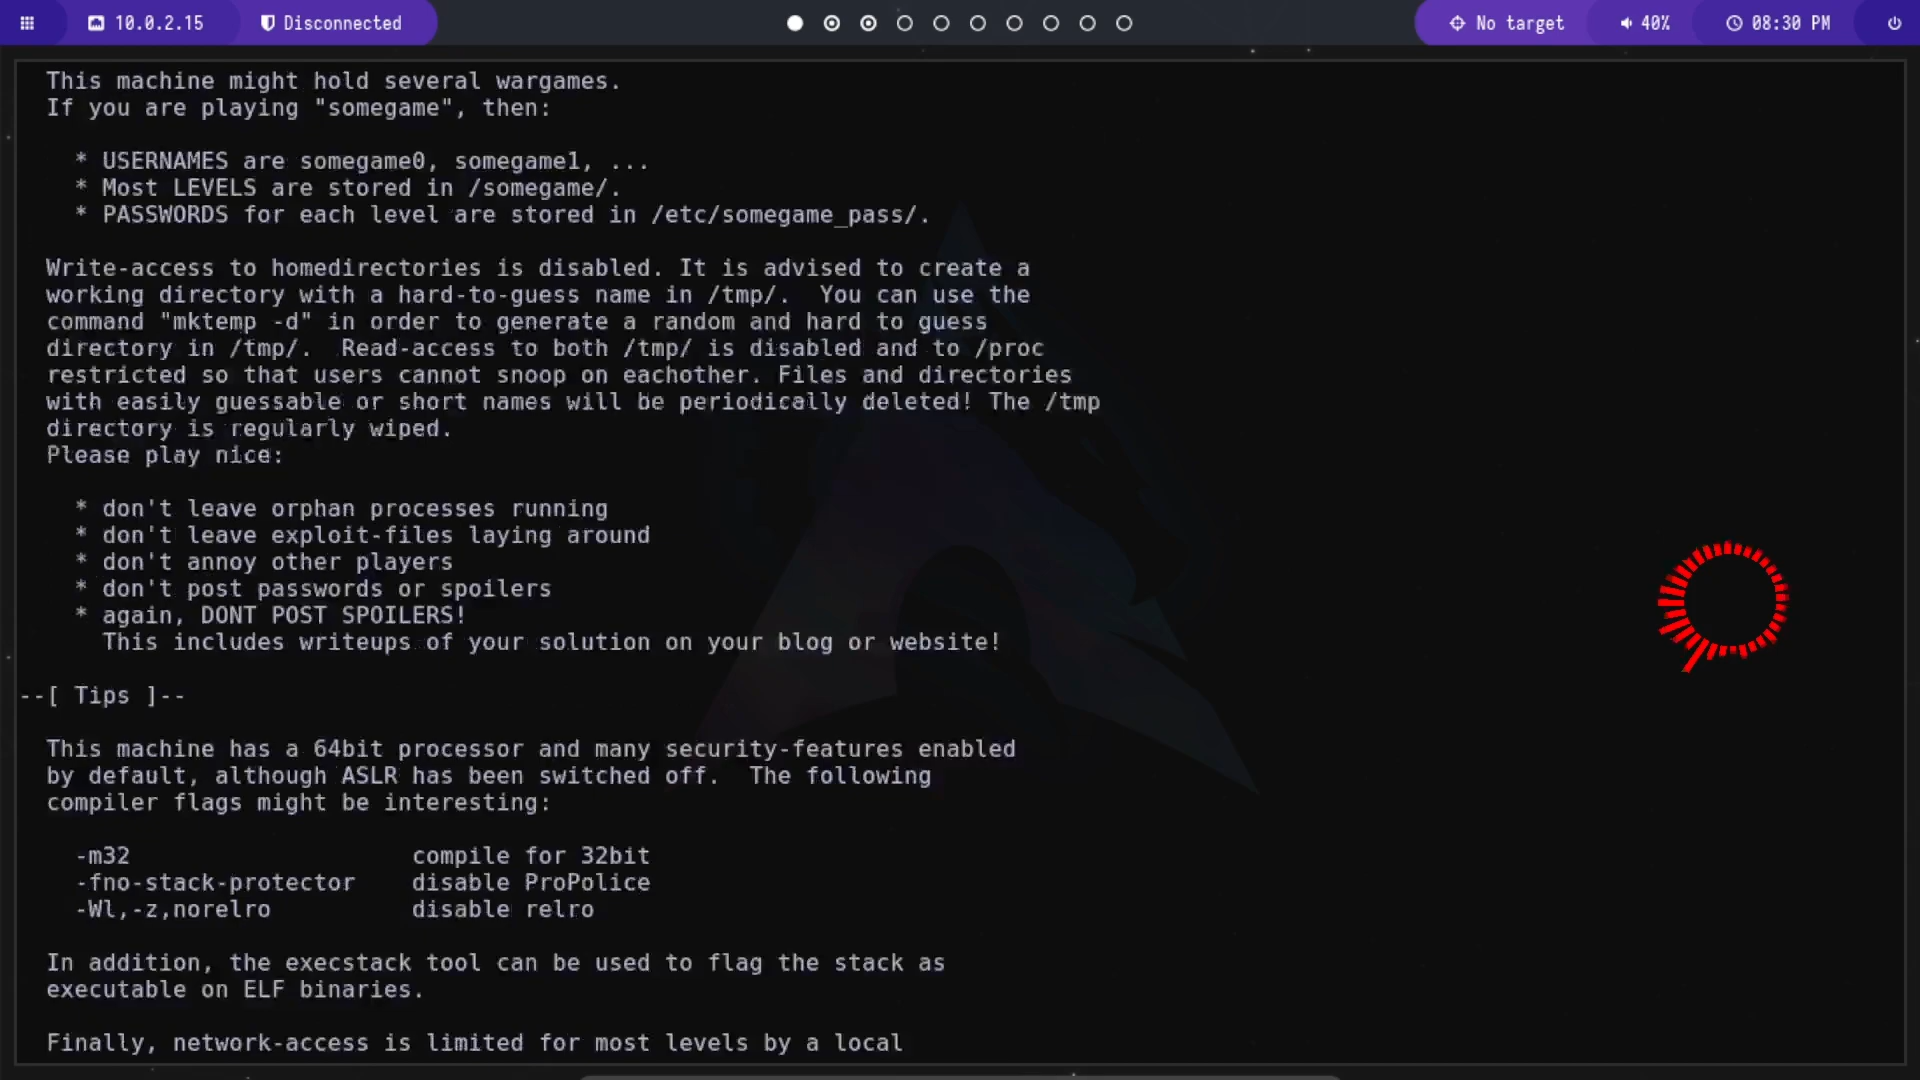 10.0.2.15 Disconnected No target 40% 08:30 PM
This machine might hold several wargames.
If you are playing "somegame", then:
* USERNAMES are somegame0, somegame1, ...
* Most LEVELS are stored in /somegame/.
* PASSWORDS for each level are stored in /etc/somegame_pass/.
Write-access to homedirectories is disabled. It is advised to create a
working directory with a hard-to-guess name in /tmp/.  You can use the
command "mktemp -d" in order to generate a random and hard to guess
directory in /tmp/.  Read-access to both /tmp/ is disabled and to /proc
restricted so that users cannot snoop on eachother. Files and directories
with easily guessable or short names will be periodically deleted! The /tmp
directory is regularly wiped.
Please play nice:
* don't leave orphan processes running
* don't leave exploit-files laying around
* don't annoy other players
* don't post passwords or spoilers
* again, DONT POST SPOILERS!
This includes writeups of your solution on your blog or website!
--[ Tips ]--
This machine has a 64bit processor and many security-features enabled
by default, although ASLR has been switched off.  The following
compiler flags might be interesting:
-m32                    compile for 32bit
-fno-stack-protector    disable ProPolice
-Wl,-z,norelro          disable relro
In addition, the execstack tool can be used to flag the stack as
executable on ELF binaries.
Finally, network-access is limited for most levels by a local